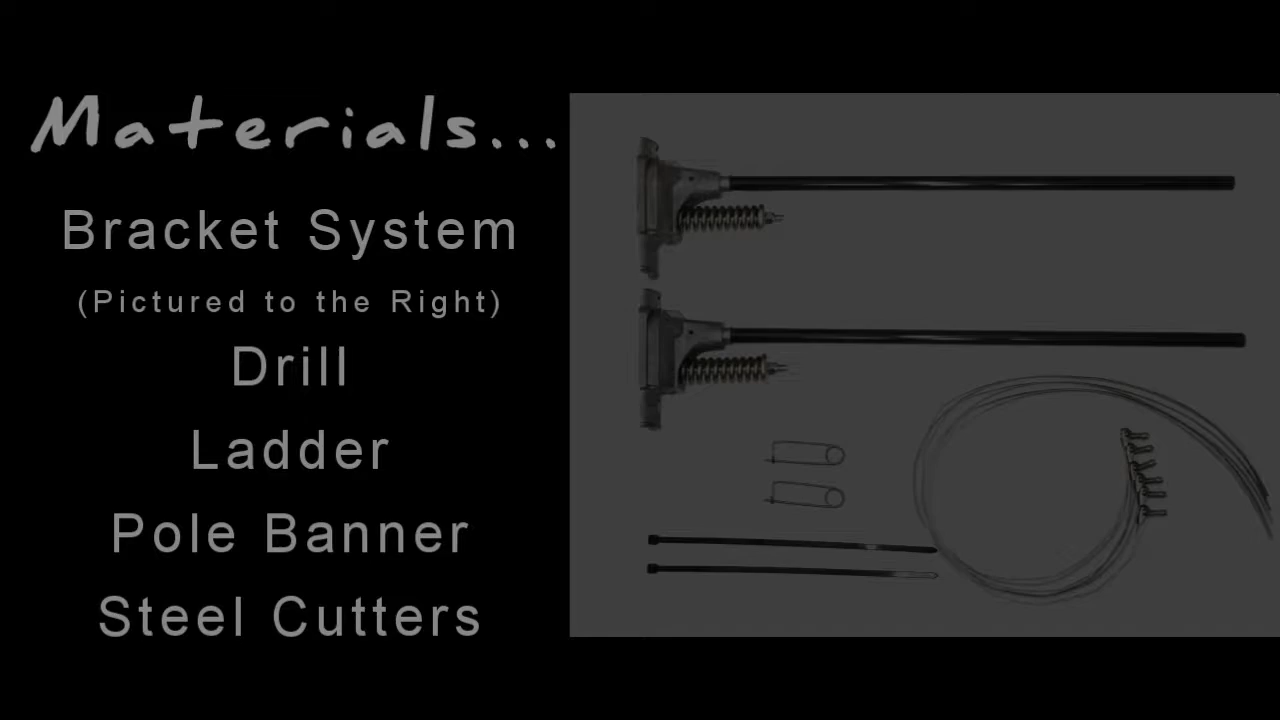 Materials...
Bracket System
(Pictured to the Right)
Drill
Ladder
Pole Banner
Steel Cutters